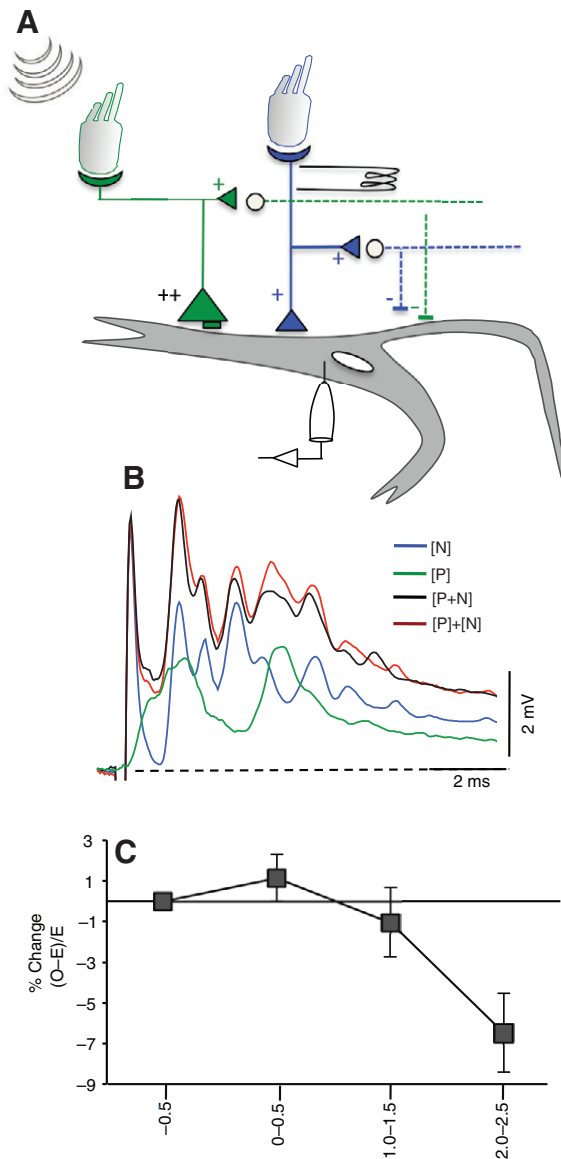 A
+
++
+
+
-
-
B
[N]
[P]
[P+N]
[P]+[N]
2 mV
2 ms
C
% Change
(O–E)/E
3
1
–1
–3
–5
–7
–9
–0.5
0–0.5
1.0–1.5
2.0–2.5